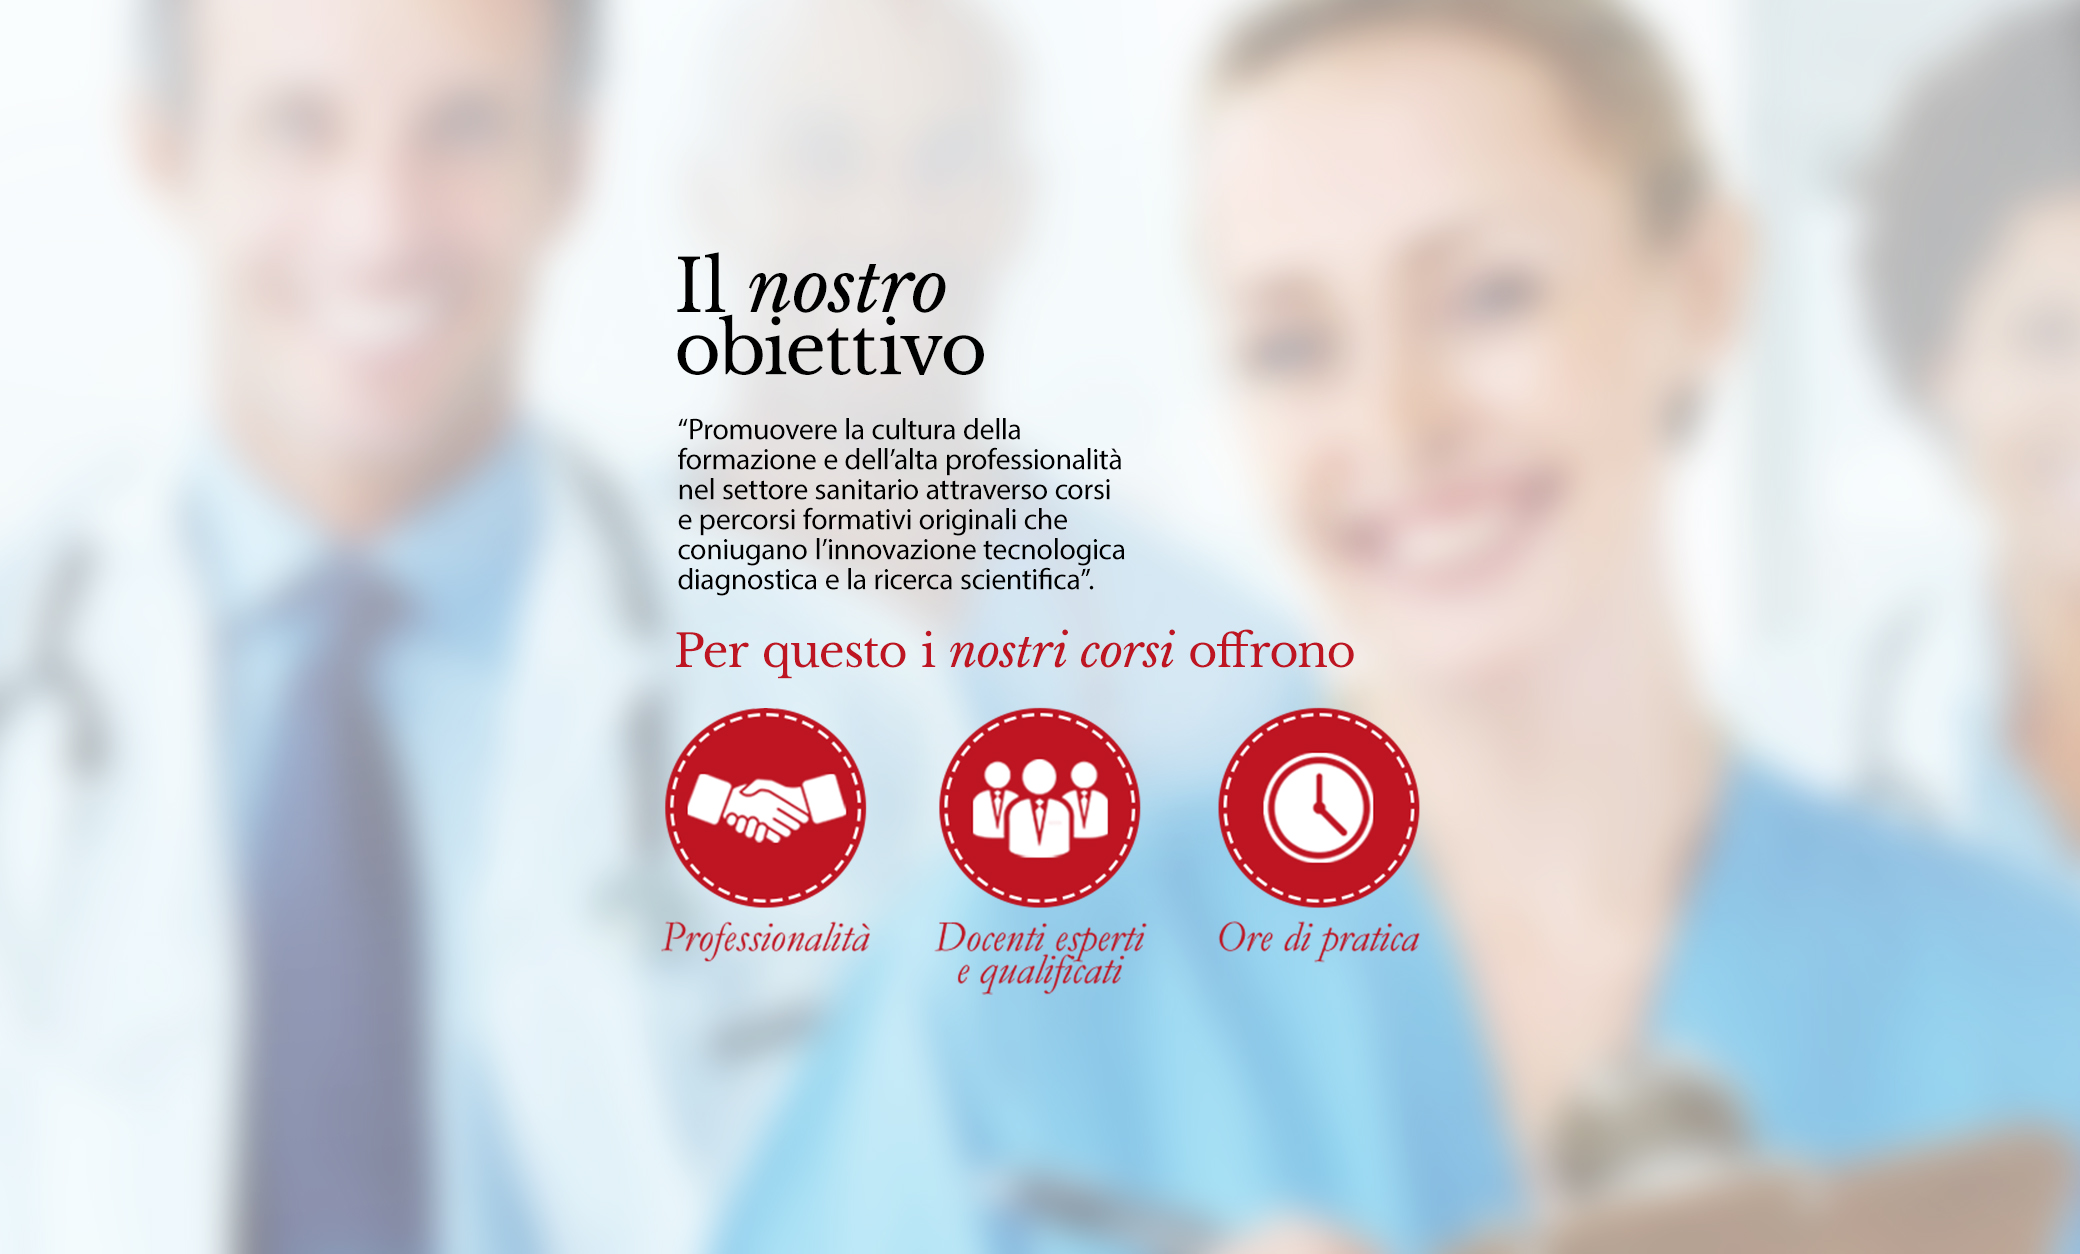 Il nostro
obiettivo
“Promuovere la cultura della
formazione e dell’alta professionalità
nel settore sanitario attraverso corsi
e percorsi formativi originali che
coniugano l’innovazione tecnologica
diagnostica e la ricerca scientifica”.
Per questo i nostri corsi offrono
Professionalità
Docenti esperti
e qualificati
Ore di pratica